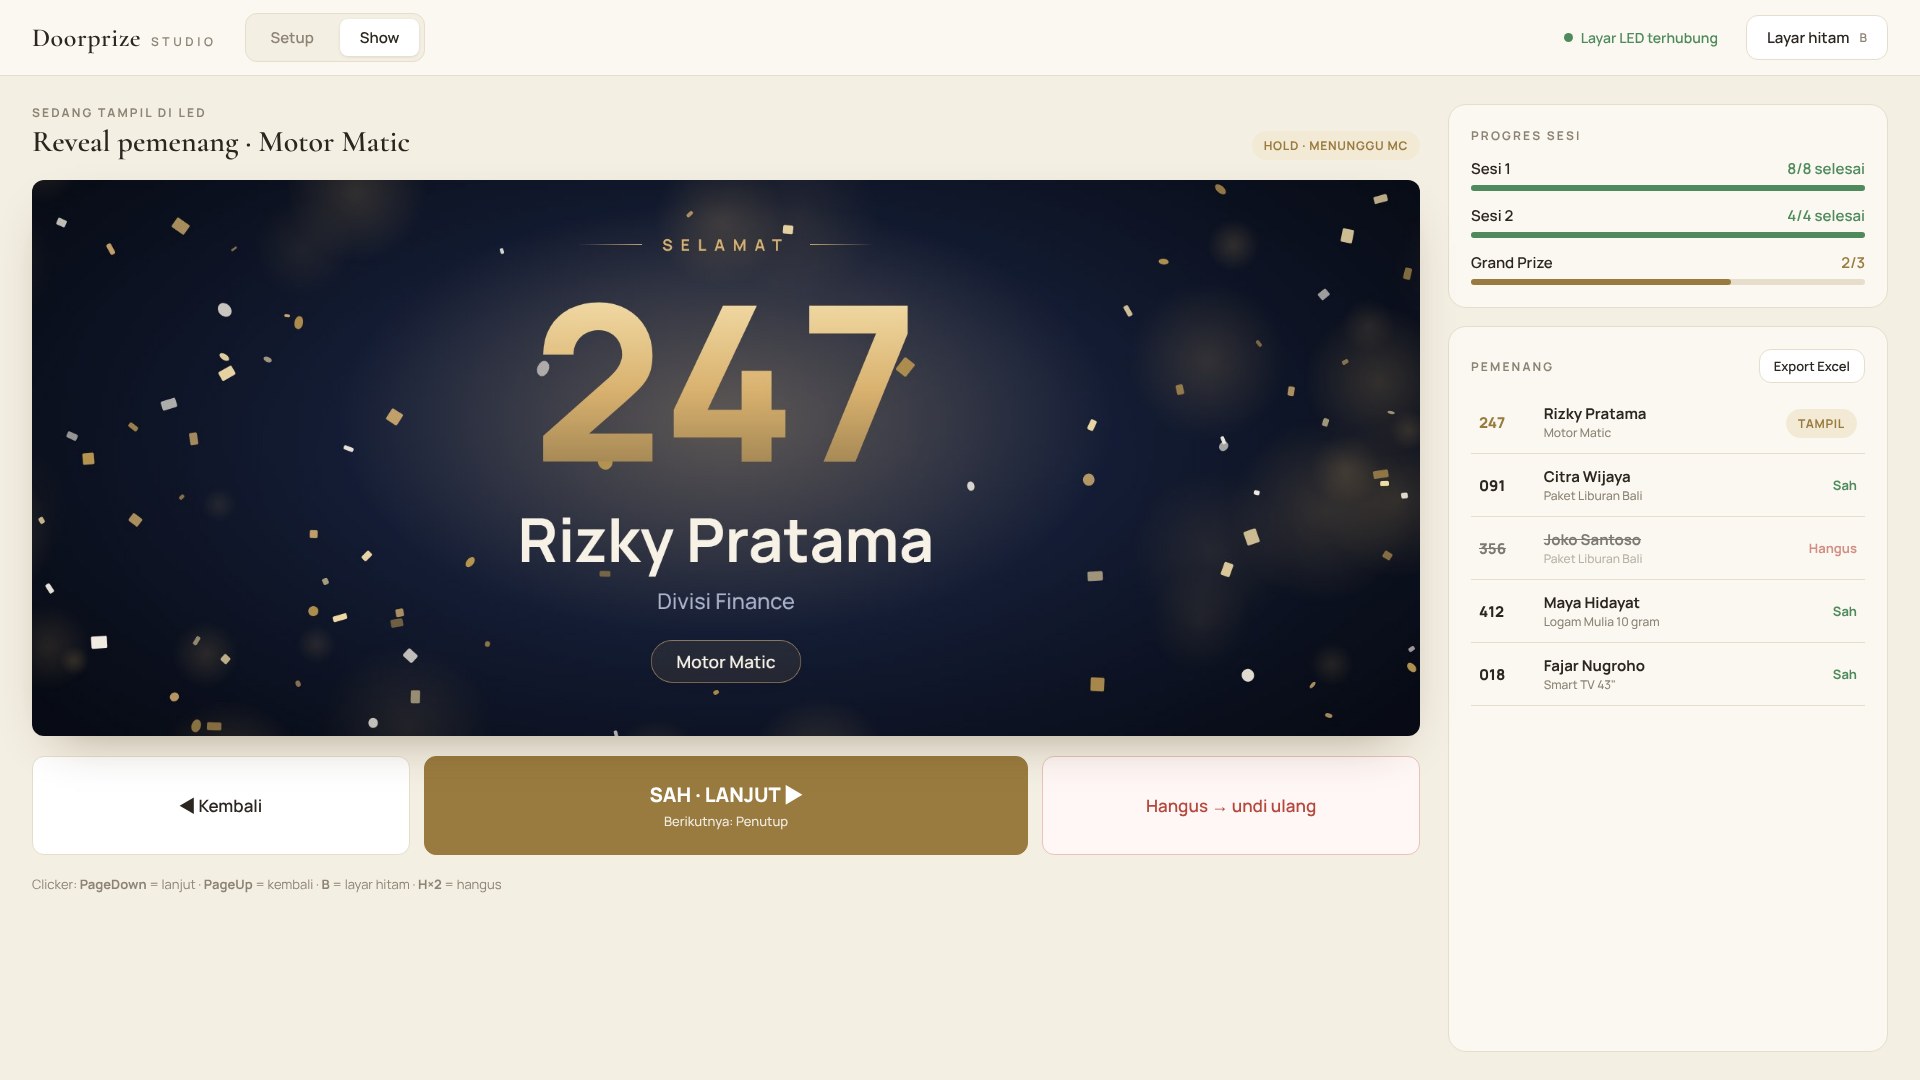 Doorprize STUDIO
Setup
Show
Layar LED terhubung
Layar hitam B
SEDANG TAMPIL DI LED
Reveal pemenang · Motor Matic
HOLD · MENUNGGU MC
SELAMAT
247
Rizky Pratama
Divisi Finance
Motor Matic
◀ Kembali
SAH · LANJUT ▶
Berikutnya: Penutup
Hangus → undi ulang
Clicker: PageDown = lanjut · PageUp = kembali · B = layar hitam · H×2 = hangus
PROGRES SESI
Sesi 1 8/8 selesai
Sesi 2 4/4 selesai
Grand Prize 2/3
PEMENANG
Export Excel
247 Rizky Pratama TAMPIL
Motor Matic
091 Citra Wijaya Sah
Paket Liburan Bali
356 Joko Santoso Hangus
Paket Liburan Bali
412 Maya Hidayat Sah
Logam Mulia 10 gram
018 Fajar Nugroho Sah
Smart TV 43"